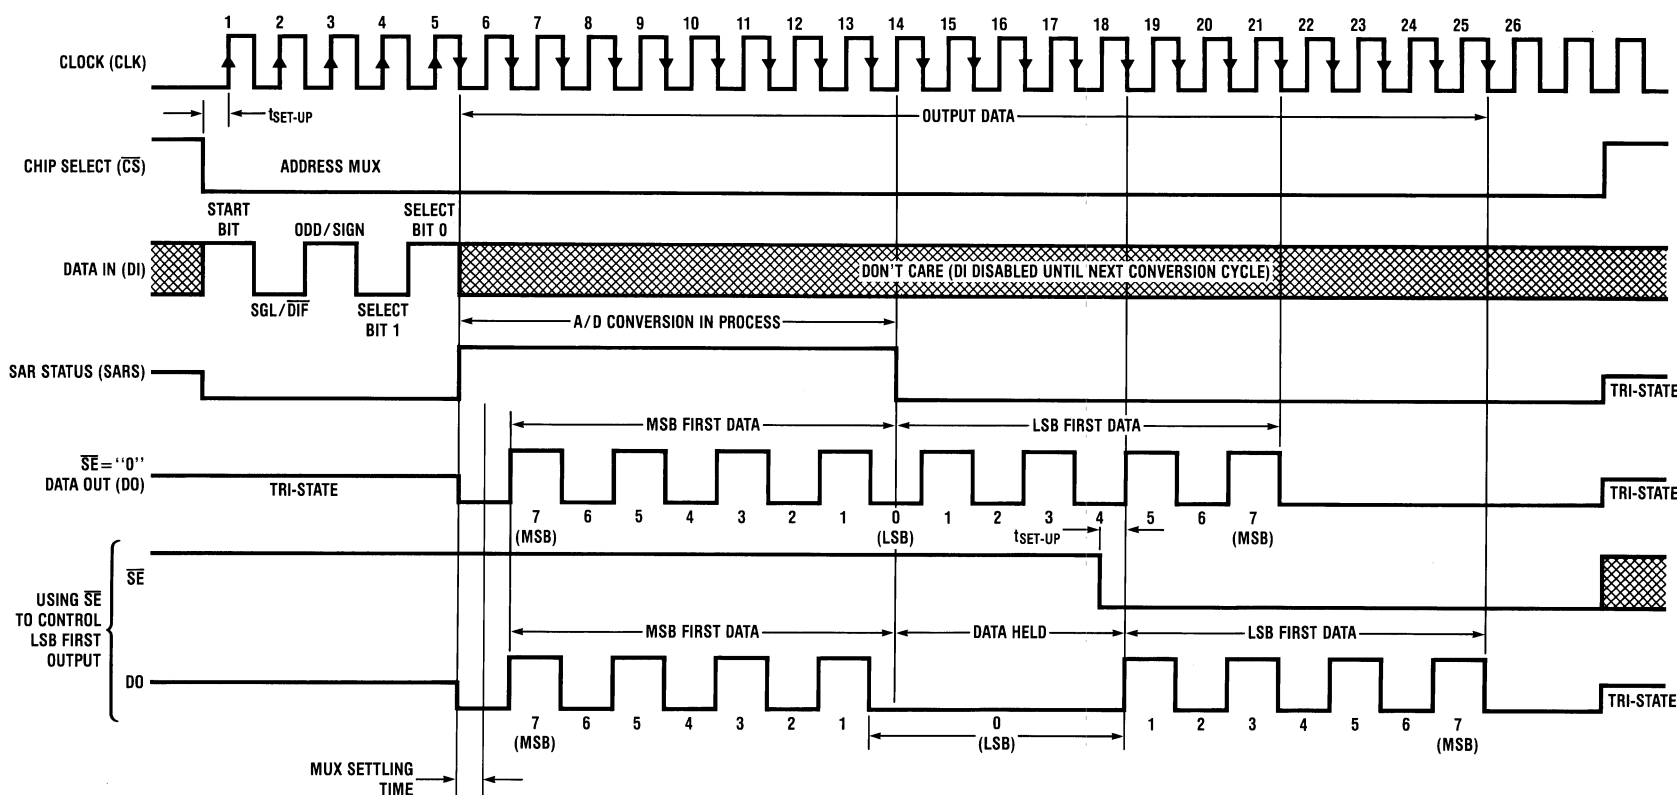 1 2 3 4 5 6 7 8 9 10 11 12 13 14 15 16 17 18 19 20 21 22 23 24 25 26
CLOCK (CLK)
tSET-UP
OUTPUT DATA
CHIP SELECT (C̅S̅)
ADDRESS MUX
START
BIT
ODD/SIGN
SELECT
BIT 0
DATA IN (DI)
DON'T CARE (DI DISABLED UNTIL NEXT CONVERSION CYCLE)
SGL/D̅I̅F̅
SELECT
BIT 1
A/D CONVERSION IN PROCESS
SAR STATUS (SARS)
TRI-STATE
MSB FIRST DATA
LSB FIRST DATA
S̅E̅ = “0”
DATA OUT (DO)
TRI-STATE
TRI-STATE
7 6 5 4 3 2 1 0 1 2 3 4 5 6 7
(MSB) (LSB) tSET-UP (MSB)
S̅E̅
USING S̅E̅
TO CONTROL
LSB FIRST
OUTPUT
MSB FIRST DATA
DATA HELD
LSB FIRST DATA
DO
TRI-STATE
7 6 5 4 3 2 1 0 1 2 3 4 5 6 7
(MSB) (LSB) (MSB)
MUX SETTLING
TIME